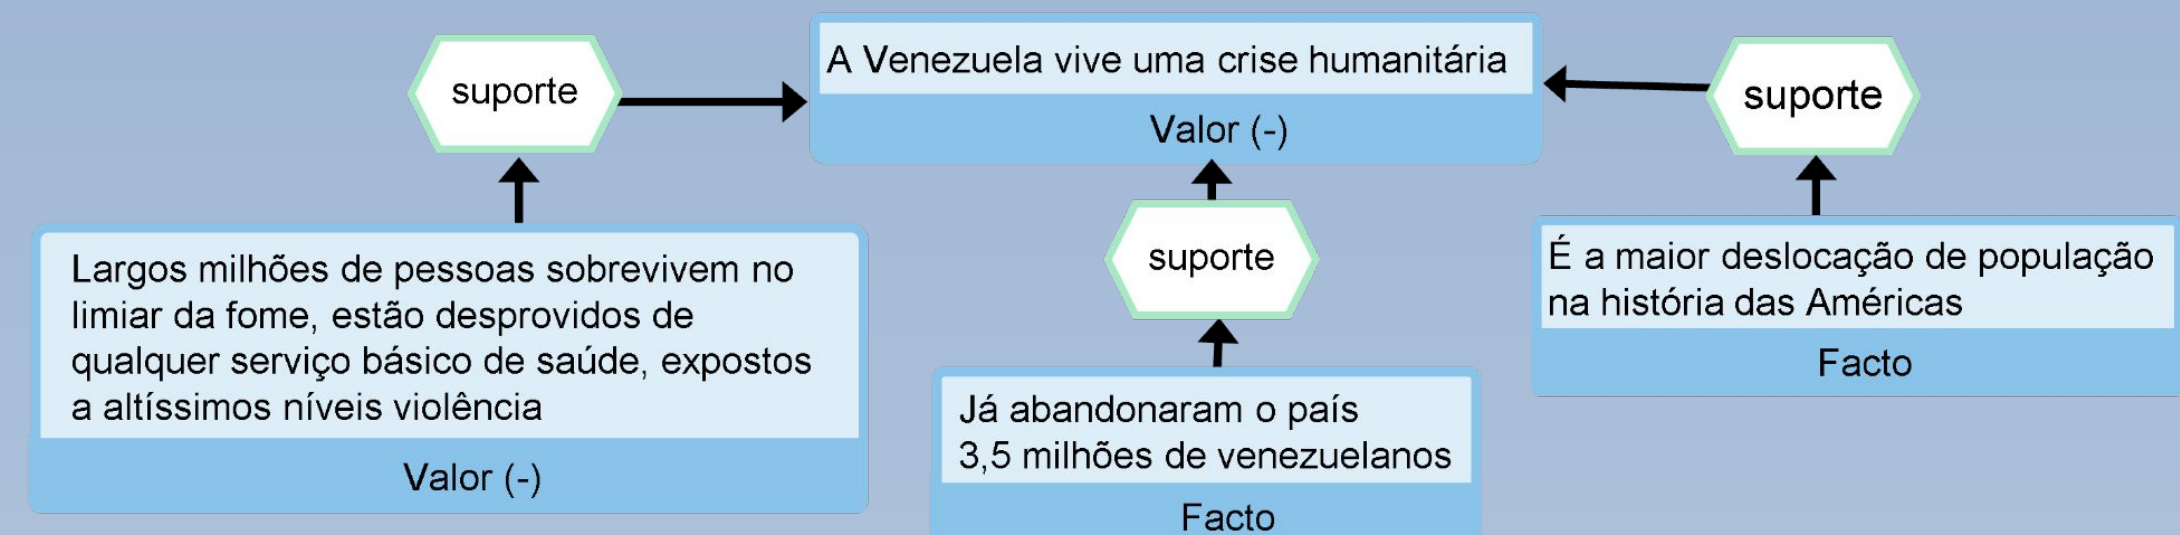 A Venezuela vive uma crise humanitária
Valor (-)
suporte
suporte
suporte
Largos milhões de pessoas sobrevivem no
limiar da fome, estão desprovidos de
qualquer serviço básico de saúde, expostos
a altíssimos níveis violência
Valor (-)
Já abandonaram o país
3,5 milhões de venezuelanos
Facto
É a maior deslocação de população
na história das Américas
Facto